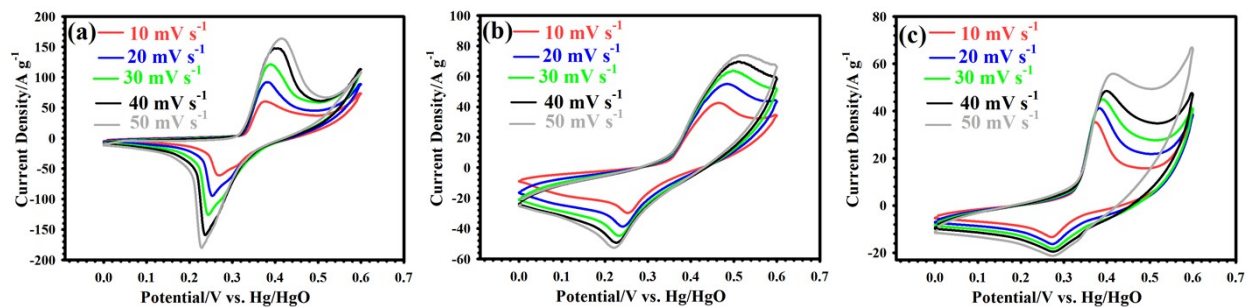 (a)
10 mV s⁻¹
20 mV s⁻¹
30 mV s⁻¹
40 mV s⁻¹
50 mV s⁻¹
Current Density/A g⁻¹
200
150
100
50
0
-50
-100
-150
-200
0.0 0.1 0.2 0.3 0.4 0.5 0.6 0.7
Potential/V vs. Hg/HgO
(b)
10 mV s⁻¹
20 mV s⁻¹
30 mV s⁻¹
40 mV s⁻¹
50 mV s⁻¹
Current Density/A g⁻¹
100
80
60
40
20
0
-20
-40
-60
0.0 0.1 0.2 0.3 0.4 0.5 0.6 0.7
Potential/V vs. Hg/HgO
(c)
10 mV s⁻¹
20 mV s⁻¹
30 mV s⁻¹
40 mV s⁻¹
50 mV s⁻¹
Current Density/A g⁻¹
80
60
40
20
0
-20
0.0 0.1 0.2 0.3 0.4 0.5 0.6 0.7
Potential/V vs. Hg/HgO